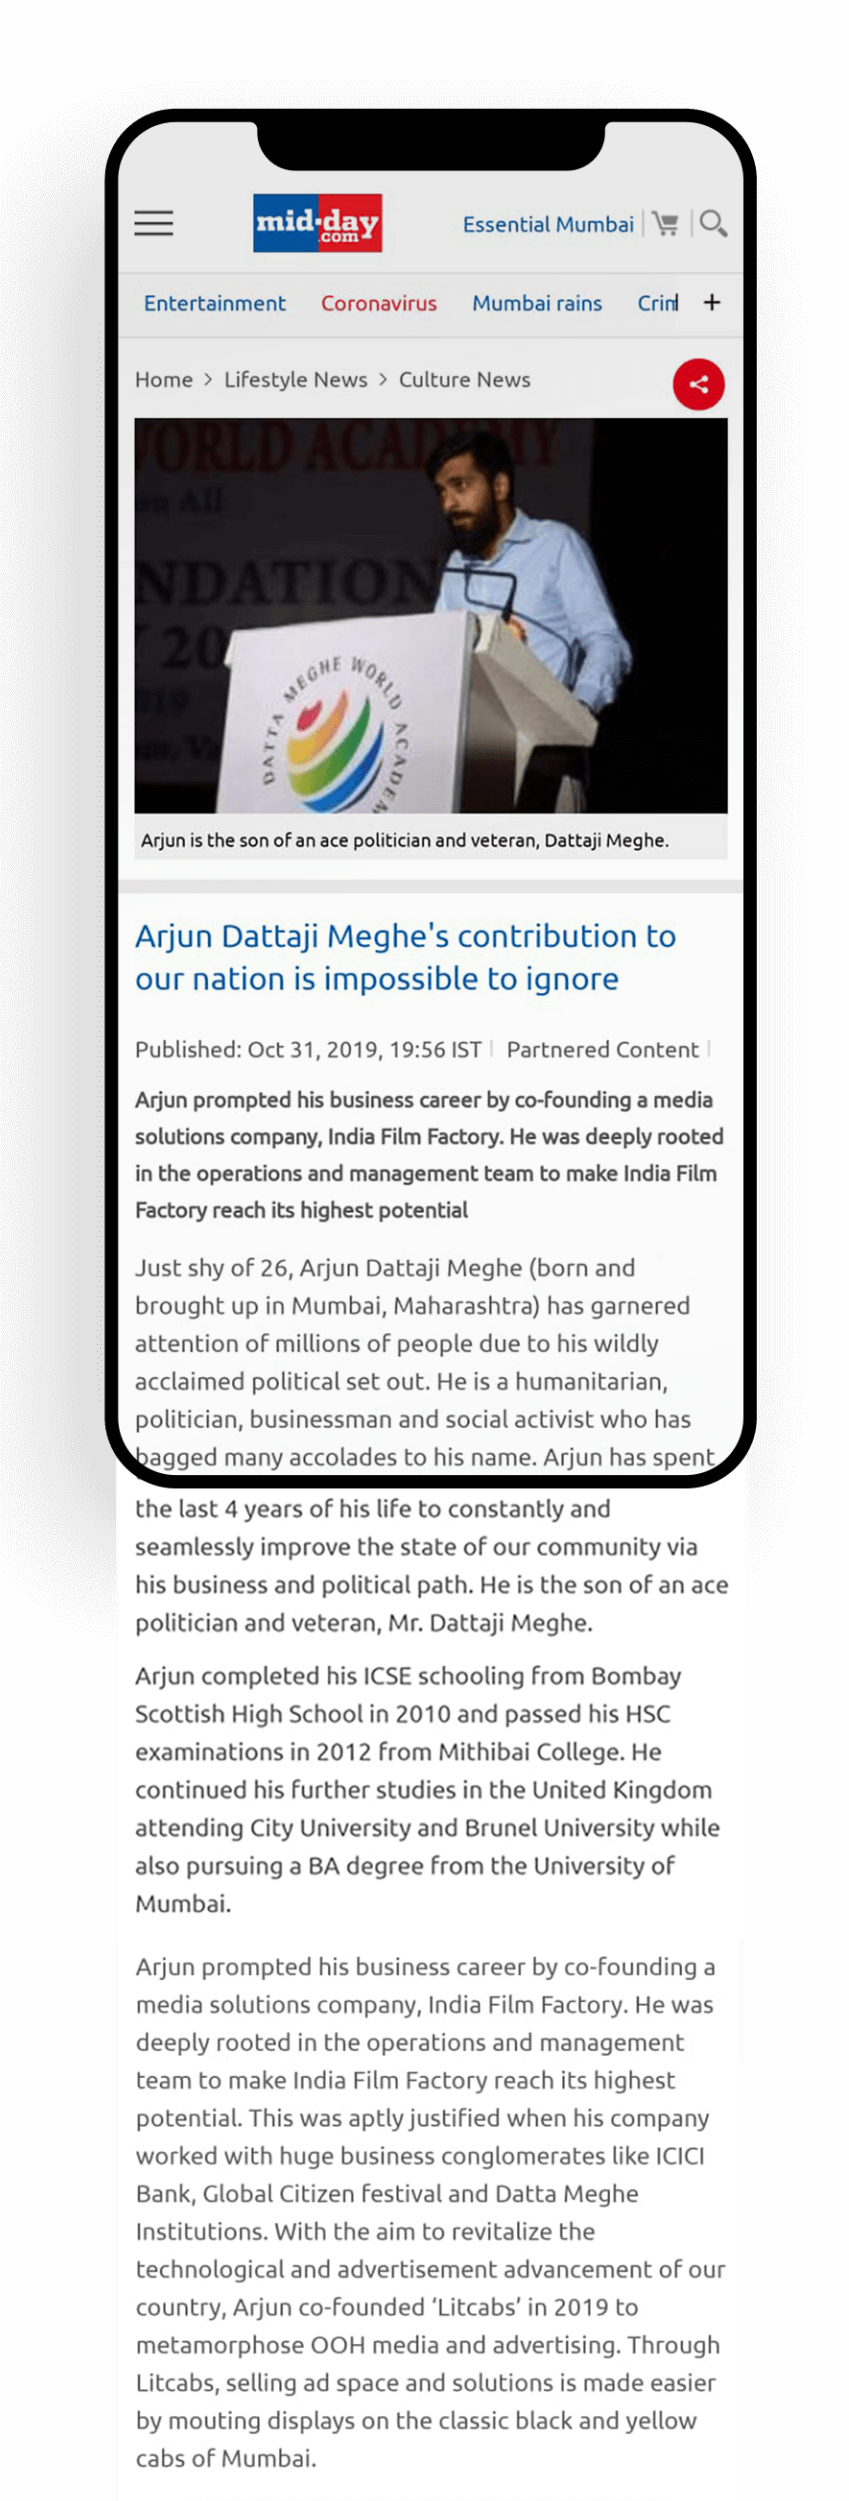 mid-day
.com
Essential Mumbai
Entertainment Coronavirus Mumbai rains Crim +
Home > Lifestyle News > Culture News
WORLD ACADEMY
ou All
NDATION
20
2019
DATTA MEGHE WORLD ACADEM
Arjun is the son of an ace politician and veteran, Dattaji Meghe.
Arjun Dattaji Meghe's contribution to
our nation is impossible to ignore
Published: Oct 31, 2019, 19:56 IST | Partnered Content |
Arjun prompted his business career by co-founding a media
solutions company, India Film Factory. He was deeply rooted
in the operations and management team to make India Film
Factory reach its highest potential
Just shy of 26, Arjun Dattaji Meghe (born and
brought up in Mumbai, Maharashtra) has garnered
attention of millions of people due to his wildly
acclaimed political set out. He is a humanitarian,
politician, businessman and social activist who has
bagged many accolades to his name. Arjun has spent
the last 4 years of his life to constantly and
seamlessly improve the state of our community via
his business and political path. He is the son of an ace
politician and veteran, Mr. Dattaji Meghe.
Arjun completed his ICSE schooling from Bombay
Scottish High School in 2010 and passed his HSC
examinations in 2012 from Mithibai College. He
continued his further studies in the United Kingdom
attending City University and Brunel University while
also pursuing a BA degree from the University of
Mumbai.
Arjun prompted his business career by co-founding a
media solutions company, India Film Factory. He was
deeply rooted in the operations and management
team to make India Film Factory reach its highest
potential. This was aptly justified when his company
worked with huge business conglomerates like ICICI
Bank, Global Citizen festival and Datta Meghe
Institutions. With the aim to revitalize the
technological and advertisement advancement of our
country, Arjun co-founded ‘Litcabs’ in 2019 to
metamorphose OOH media and advertising. Through
Litcabs, selling ad space and solutions is made easier
by mouting displays on the classic black and yellow
cabs of Mumbai.